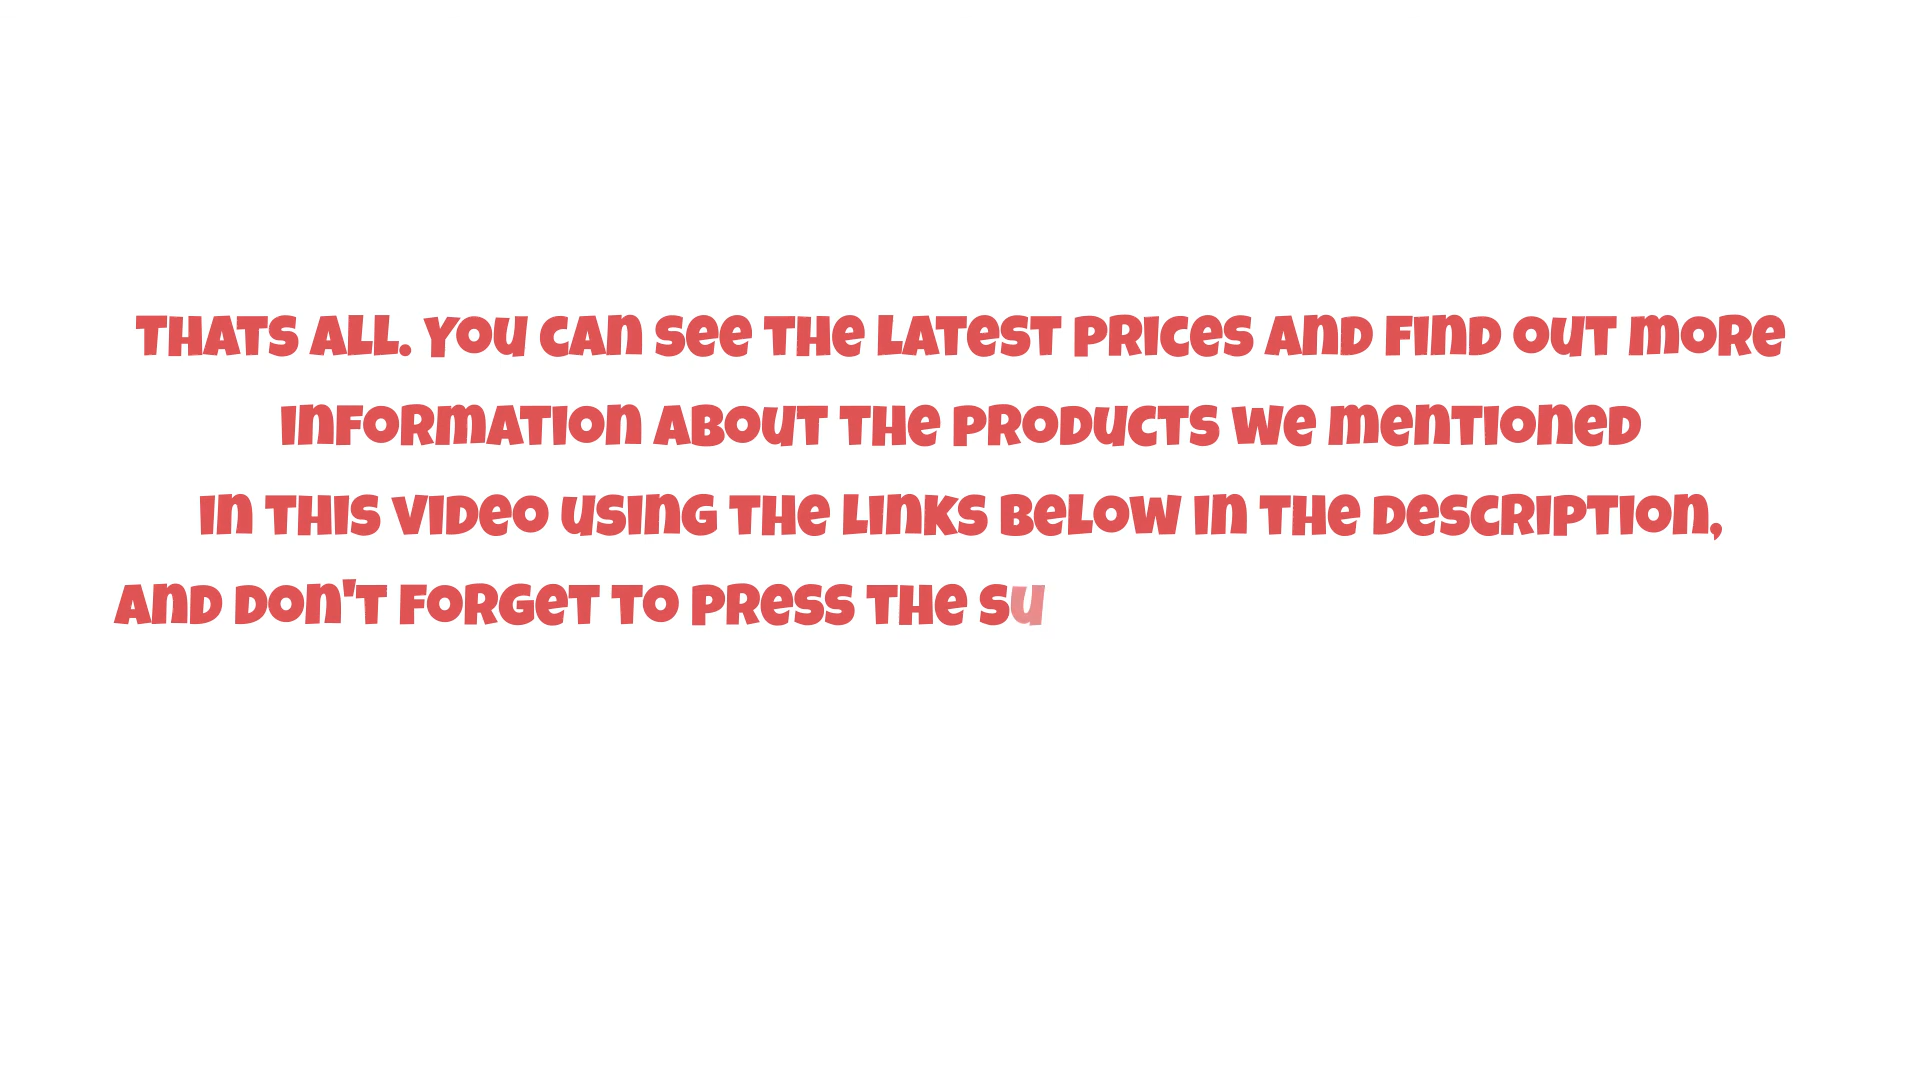 THATS ALL. YOU CAN SEE THE LATEST PRICES AND FIND OUT MORE
INFORMATION ABOUT THE PRODUCTS WE MENTIONED
IN THIS VIDEO USING THE LINKS BELOW IN THE DESCRIPTION,
AND DON'T FORGET TO PRESS THE SU